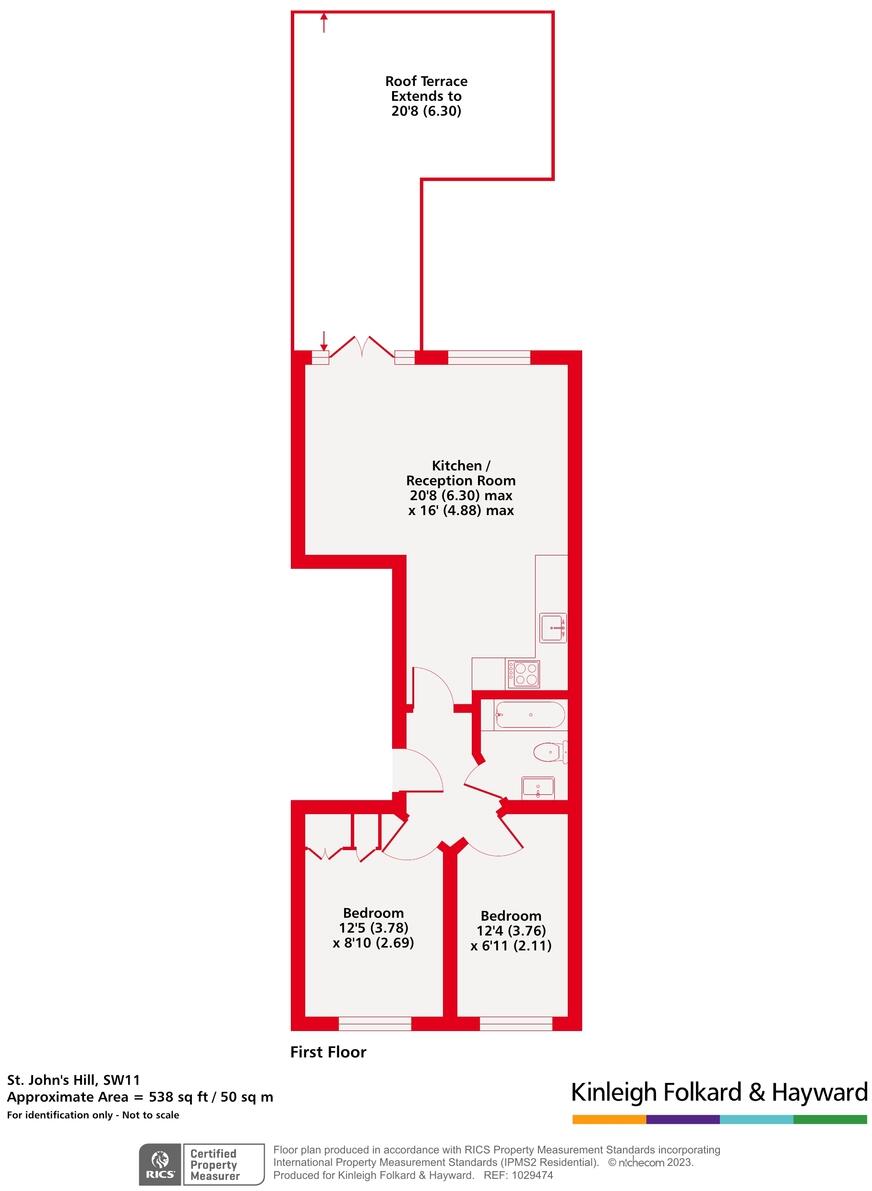 Roof Terrace
Extends to
20'8 (6.30)
Kitchen /
Reception Room
20'8 (6.30) max
x 16' (4.88) max
Bedroom
12'5 (3.78)
x 8'10 (2.69)
Bedroom
12'4 (3.76)
x 6'11 (2.11)
First Floor
St. John's Hill, SW11
Approximate Area = 538 sq ft / 50 sq m
For identification only - Not to scale
Kinleigh Folkard & Hayward
RICS
Certified
Property
Measurer
Floor plan produced in accordance with RICS Property Measurement Standards incorporating
International Property Measurement Standards (IPMS2 Residential). © n!checom 2023.
Produced for Kinleigh Folkard & Hayward. REF: 1029474